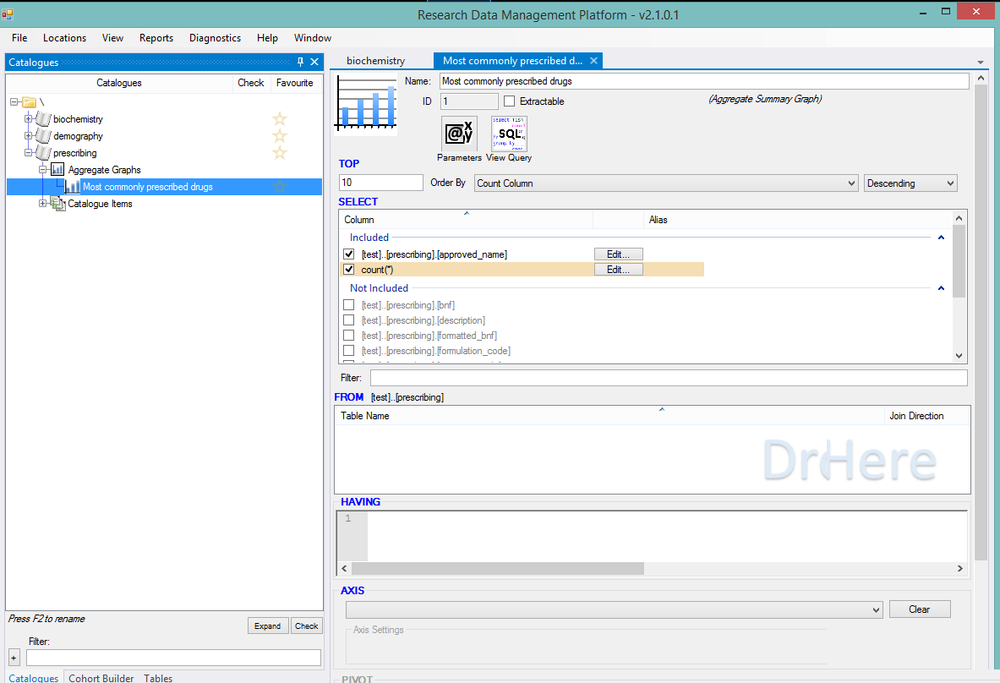 Research Data Management Platform - v2.1.0.1
File Locations View Reports Diagnostics Help Window
Catalogues
Catalogues Check Favourite
\
biochemistry
demography
prescribing
Aggregate Graphs
Most commonly prescribed drugs
Catalogue Items
Press F2 to rename
Expand Check
Filter:
+
Catalogues Cohort Builder Tables
biochemistry Most commonly prescribed d...
Name: Most commonly prescribed drugs
ID 1 Extractable (Aggregate Summary Graph)
@xy SQL
Parameters View Query
TOP
10 Order By Count Column Descending
SELECT
Column Alias
Included
[test]..[prescribing].[approved_name] Edit...
count(*) Edit...
Not Included
[test]..[prescribing].[bnf]
[test]..[prescribing].[description]
[test]..[prescribing].[formatted_bnf]
[test]..[prescribing].[formulation_code]
Filter:
FROM [test]..[prescribing]
Table Name Join Direction
DrHere
HAVING
1
AXIS
Clear
Axis Settings
PIVOT